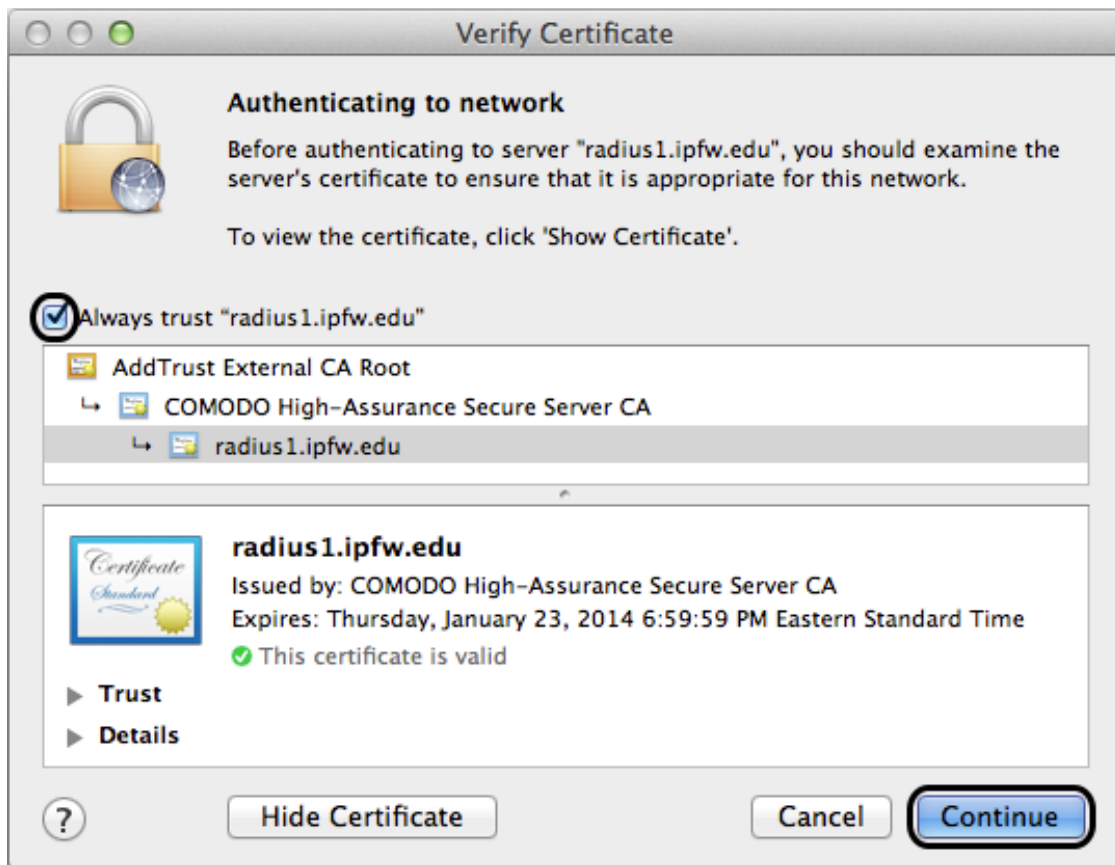 Verify Certificate
Authenticating to network
Before authenticating to server "radius1.ipfw.edu", you should examine the
server's certificate to ensure that it is appropriate for this network.
To view the certificate, click 'Show Certificate'.
Always trust “radius1.ipfw.edu”
AddTrust External CA Root
COMODO High-Assurance Secure Server CA
radius1.ipfw.edu
Certificate
Standard
radius1.ipfw.edu
Issued by: COMODO High-Assurance Secure Server CA
Expires: Thursday, January 23, 2014 6:59:59 PM Eastern Standard Time
This certificate is valid
Trust
Details
? Hide Certificate Cancel Continue